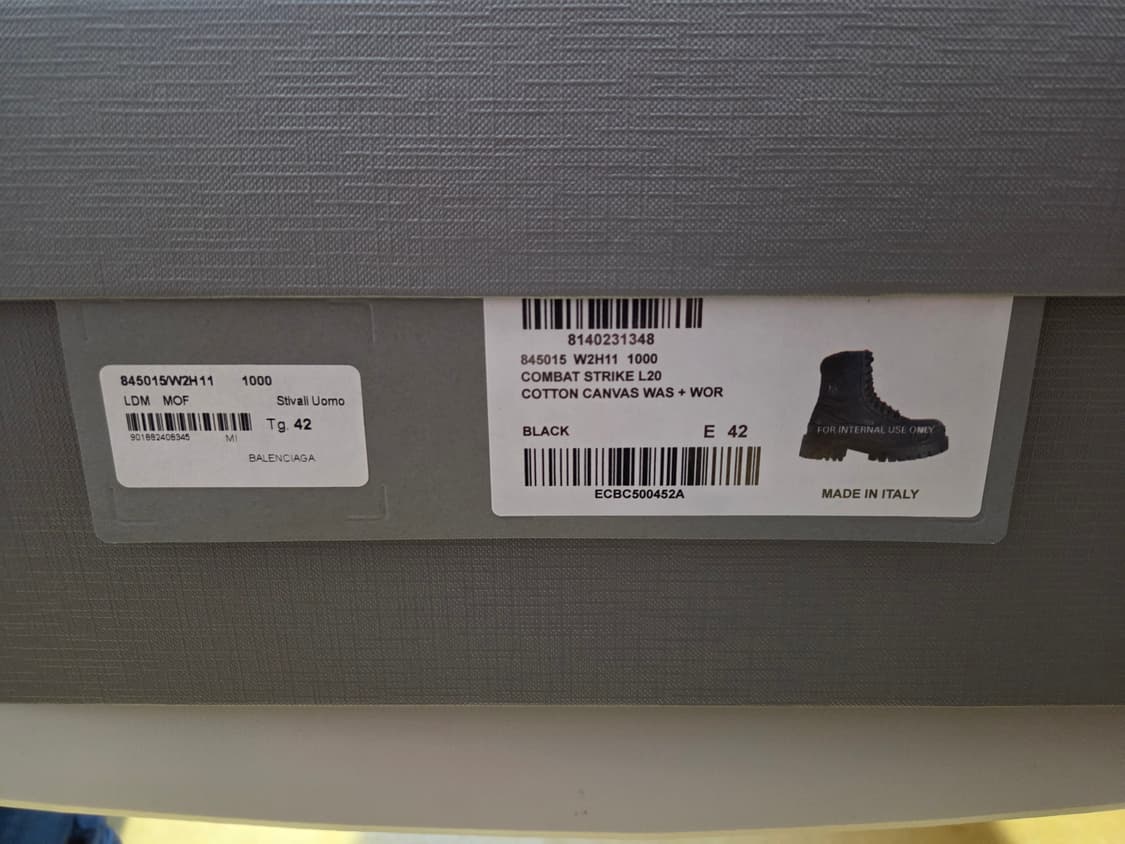 845015/W2H11 1000
LDM MOF Stivali Uomo
Tg. 42
901882408345 MI
BALENCIAGA
8140231348
845015 W2H11 1000
COMBAT STRIKE L20
COTTON CANVAS WAS + WOR
FOR INTERNAL USE ONLY
BLACK E 42
ECBC500452A
MADE IN ITALY